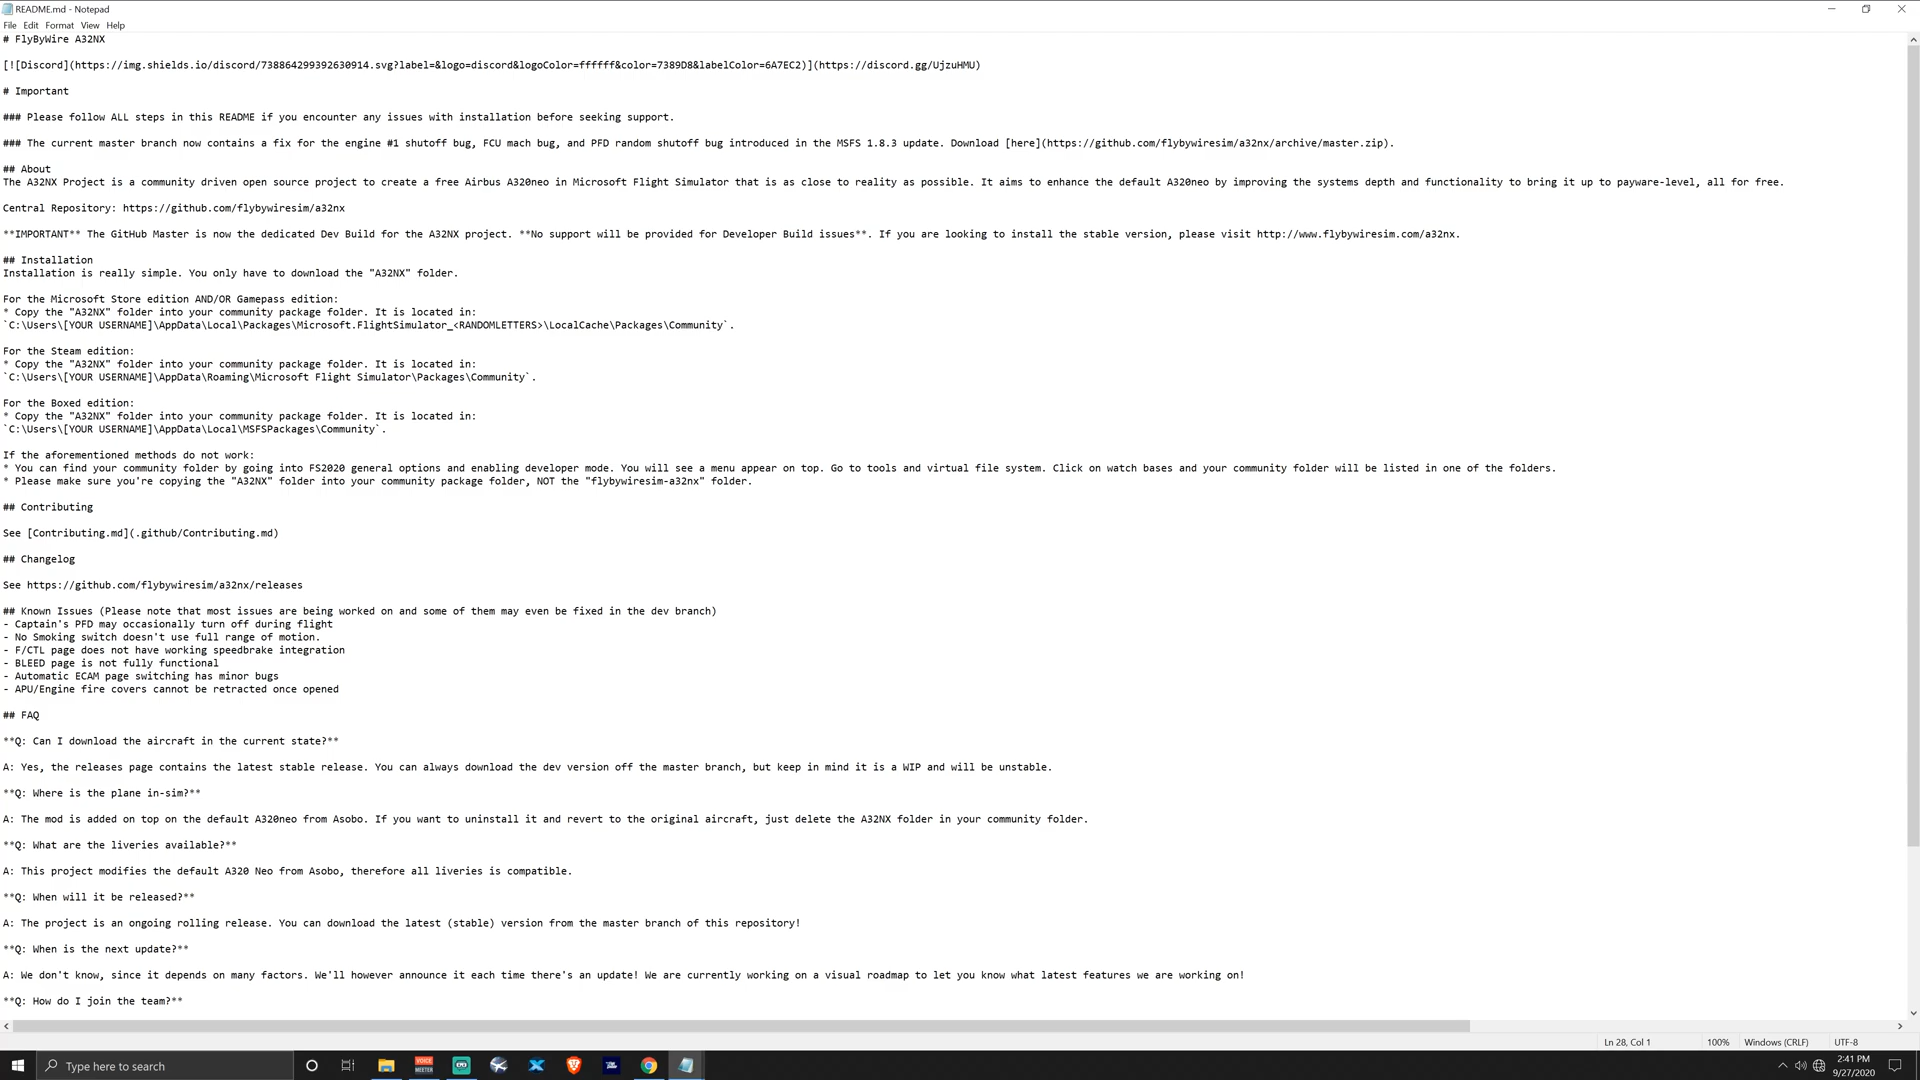 README.md - Notepad
File Edit Format View Help
# FlyByWire A32NX
[![Discord](https://img.shields.io/discord/738864299392630914.svg?label=&logo=discord&logoColor=ffffff&color=7389D8&labelColor=6A7EC2)](https://discord.gg/UjzuHMU)
# Important
### Please follow ALL steps in this README if you encounter any issues with installation before seeking support.
### The current master branch now contains a fix for the engine #1 shutoff bug, FCU mach bug, and PFD random shutoff bug introduced in the MSFS 1.8.3 update. Download [here](https://github.com/flybywiresim/a32nx/archive/master.zip).
## About
The A32NX Project is a community driven open source project to create a free Airbus A320neo in Microsoft Flight Simulator that is as close to reality as possible. It aims to enhance the default A320neo by improving the systems depth and functionality to bring it up to payware-level, all for free.
Central Repository: https://github.com/flybywiresim/a32nx
**IMPORTANT** The GitHub Master is now the dedicated Dev Build for the A32NX project. **No support will be provided for Developer Build issues**. If you are looking to install the stable version, please visit http://www.flybywiresim.com/a32nx.
## Installation
Installation is really simple. You only have to download the "A32NX" folder.
For the Microsoft Store edition AND/OR Gamepass edition:
* Copy the "A32NX" folder into your community package folder. It is located in:
`C:\Users\[YOUR USERNAME]\AppData\Local\Packages\Microsoft.FlightSimulator_<RANDOMLETTERS>\LocalCache\Packages\Community`.
For the Steam edition:
* Copy the "A32NX" folder into your community package folder. It is located in:
`C:\Users\[YOUR USERNAME]\AppData\Roaming\Microsoft Flight Simulator\Packages\Community`.
For the Boxed edition:
* Copy the "A32NX" folder into your community package folder. It is located in:
`C:\Users\[YOUR USERNAME]\AppData\Local\MSFSPackages\Community`.
If the aforementioned methods do not work:
* You can find your community folder by going into FS2020 general options and enabling developer mode. You will see a menu appear on top. Go to tools and virtual file system. Click on watch bases and your community folder will be listed in one of the folders.
* Please make sure you're copying the "A32NX" folder into your community package folder, NOT the "flybywiresim-a32nx" folder.
## Contributing
See [Contributing.md](.github/Contributing.md)
## Changelog
See https://github.com/flybywiresim/a32nx/releases
## Known Issues (Please note that most issues are being worked on and some of them may even be fixed in the dev branch)
- Captain's PFD may occasionally turn off during flight
- No Smoking switch doesn't use full range of motion.
- F/CTL page does not have working speedbrake integration
- BLEED page is not fully functional
- Automatic ECAM page switching has minor bugs
- APU/Engine fire covers cannot be retracted once opened
## FAQ
**Q: Can I download the aircraft in the current state?**
A: Yes, the releases page contains the latest stable release. You can always download the dev version off the master branch, but keep in mind it is a WIP and will be unstable.
**Q: Where is the plane in-sim?**
A: The mod is added on top on the default A320neo from Asobo. If you want to uninstall it and revert to the original aircraft, just delete the A32NX folder in your community folder.
**Q: What are the liveries available?**
A: This project modifies the default A320 Neo from Asobo, therefore all liveries is compatible.
**Q: When will it be released?**
A: The project is an ongoing rolling release. You can download the latest (stable) version from the master branch of this repository!
**Q: When is the next update?**
A: We don't know, since it depends on many factors. We'll however announce it each time there's an update! We are currently working on a visual roadmap to let you know what latest features we are working on!
**Q: How do I join the team?**
Ln 28, Col 1 100% Windows (CRLF) UTF-8
Type here to search
VOICE MEETER
2:41 PM
9/27/2020